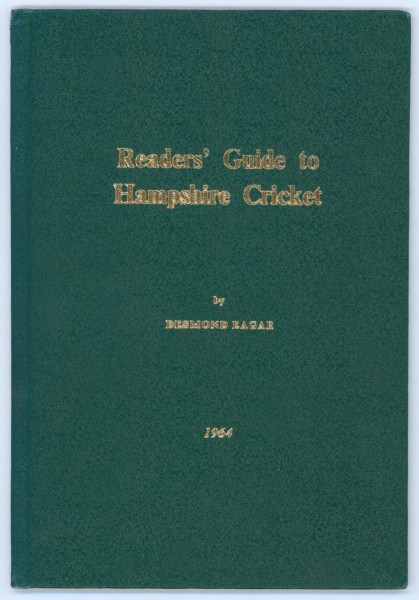 Readers' Guide to
Hampshire Cricket
by
DESMOND EAGAR
1964